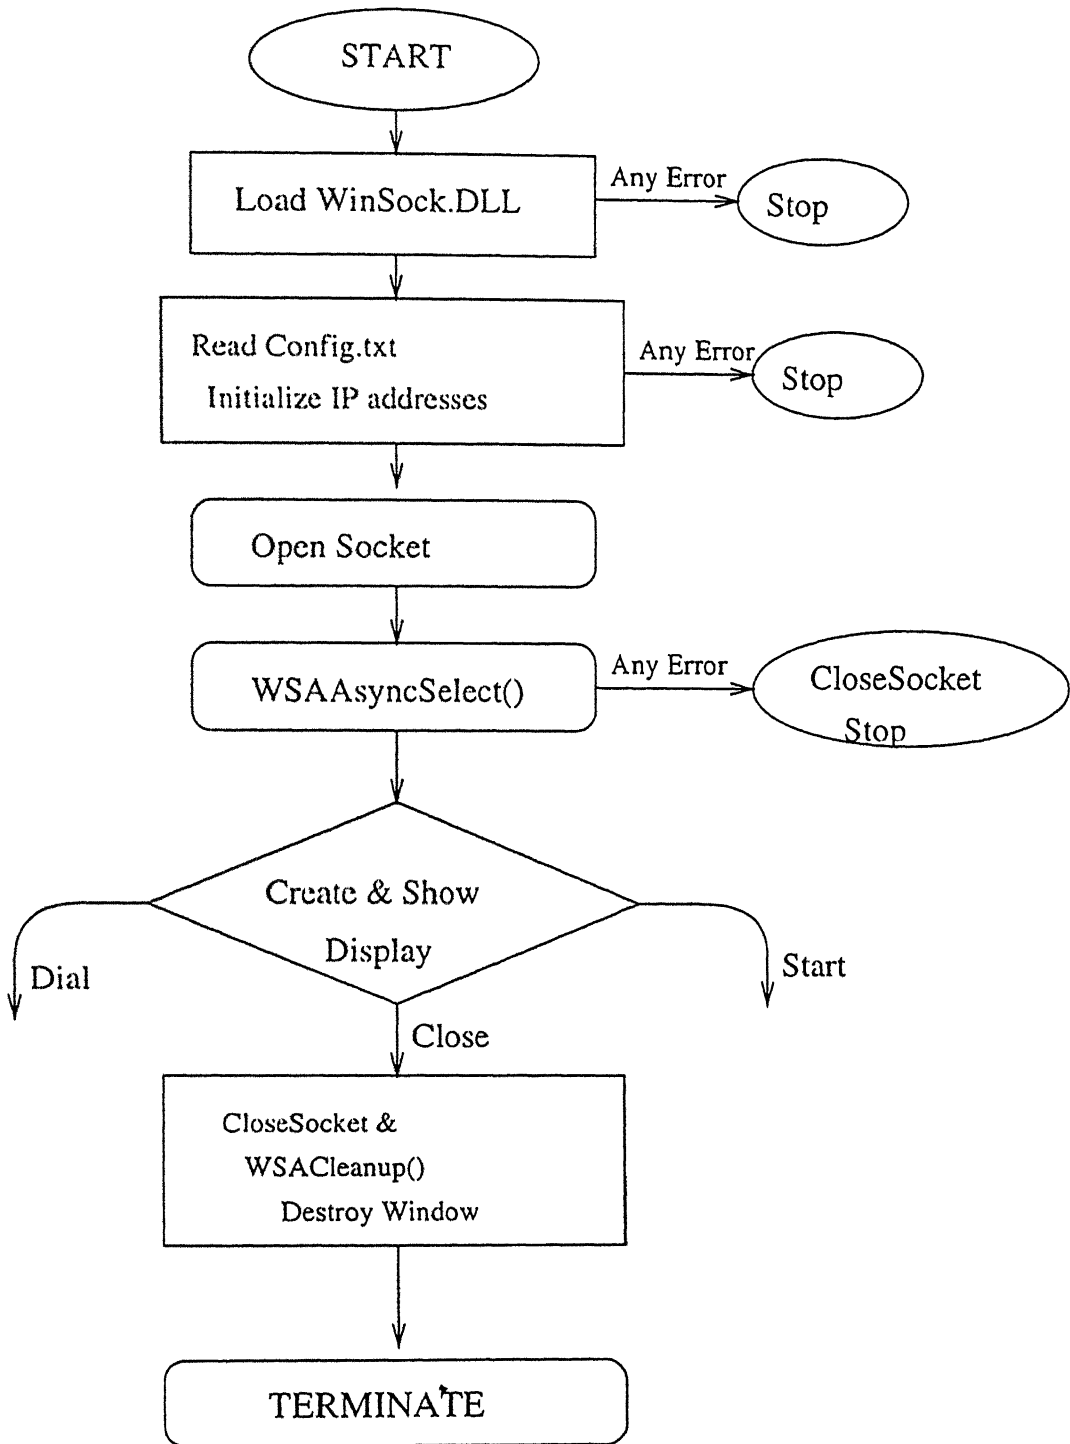 START
Load WinSock.DLL
Any Error
Stop
Read Config.txt
Initialize IP addresses
Any Error
Stop
Open Socket
WSAAsyncSelect()
Any Error
CloseSocket
Stop
Create & Show
Display
Dial
Start
Close
CloseSocket &
WSACleanup()
Destroy Window
TERMINATE